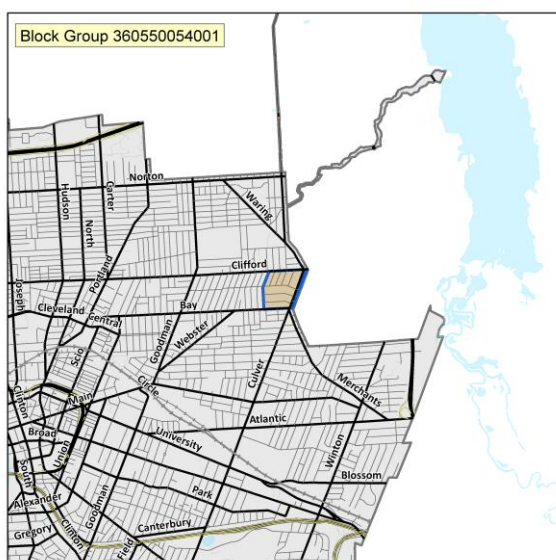 Block Group 360550054001
Norton
Hudson
North
Carter
Waring
Portland
Clifford
Joseph
Cleveland
Central
Bay
Goodman
Webster
Scio
Culver
Circle
Merchants
Clinton
Main
Atlantic
Broad
Union
University
Winton
South
Blossom
Park
Alexander
Goodman
Gregory
Clinton
Canterbury
Field